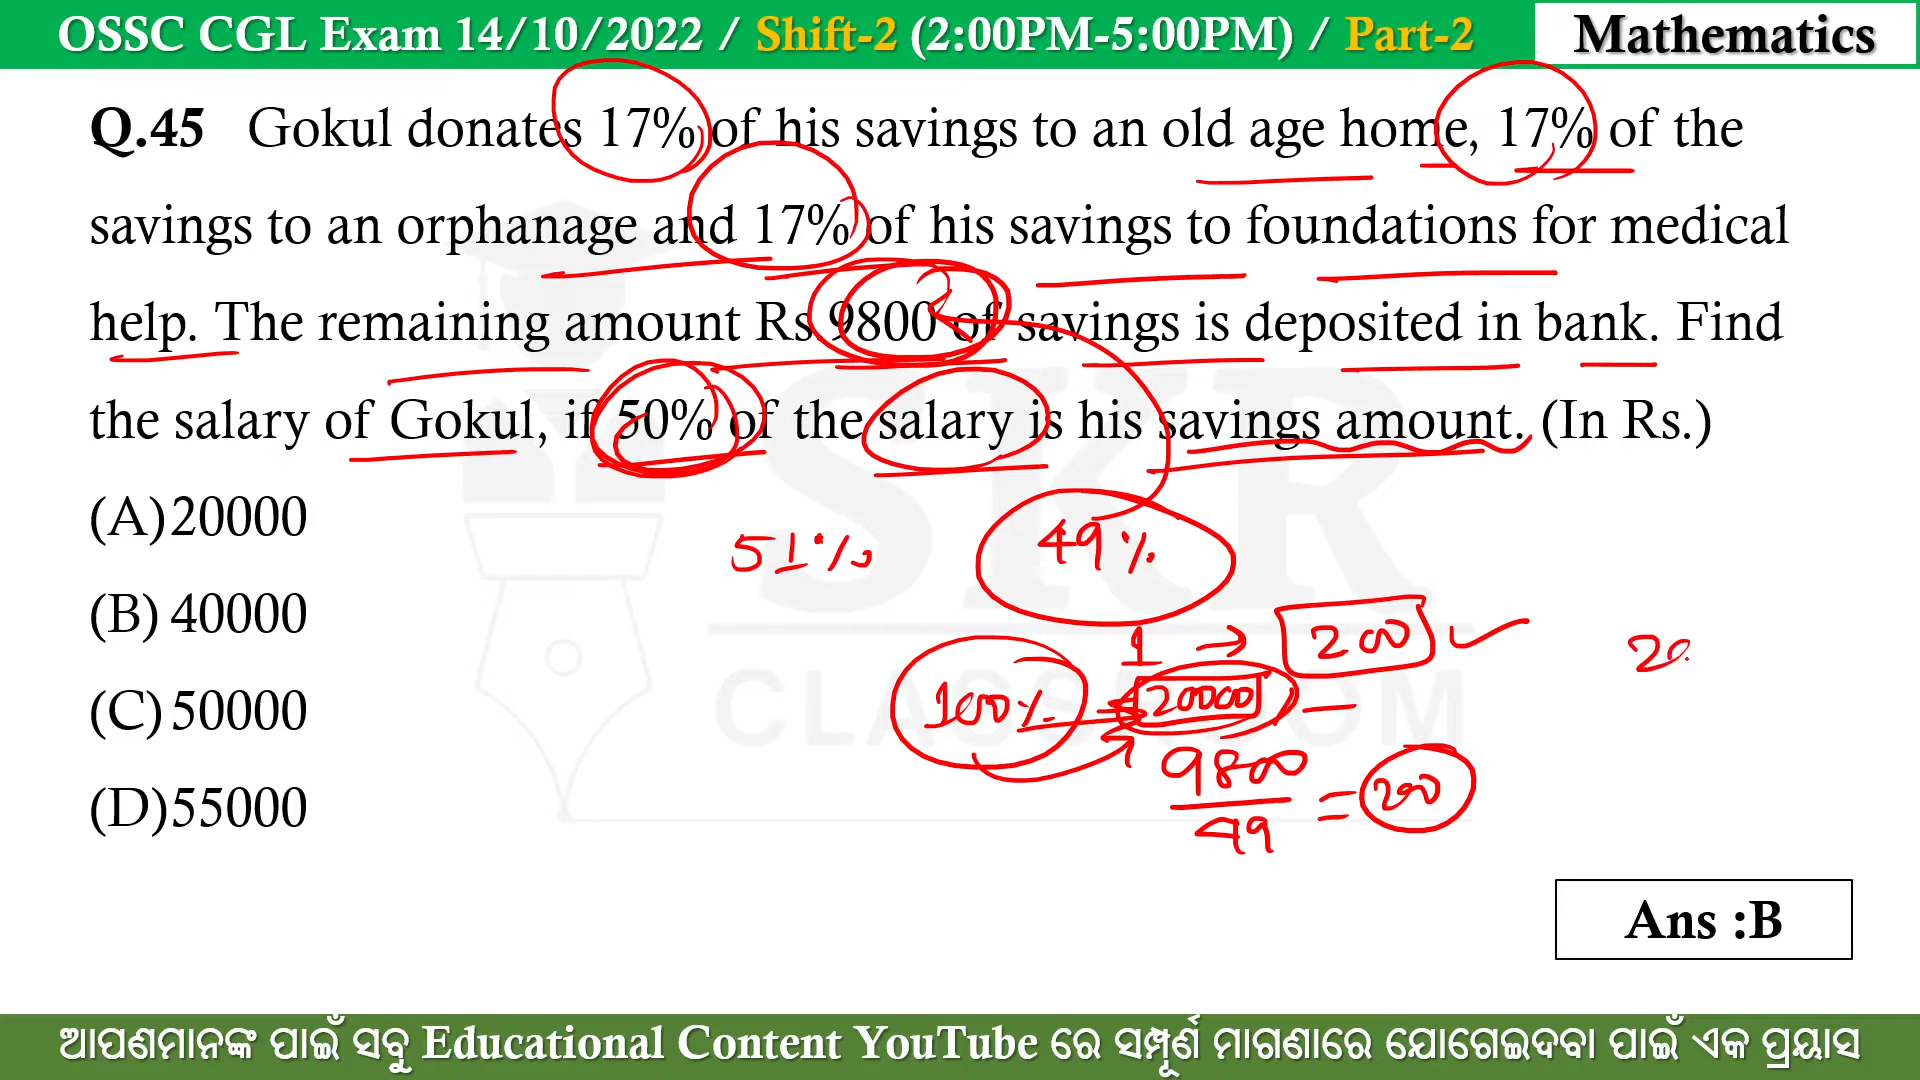 OSSC CGL Exam 14/10/2022 / Shift-2 (2:00PM-5:00PM) / Part-2 Mathematics
Q.45 Gokul donates 17% of his savings to an old age home, 17% of the
savings to an orphanage and 17% of his savings to foundations for medical
help. The remaining amount Rs.9800 of savings is deposited in bank. Find
the salary of Gokul, if 50% of the salary is his savings amount. (In Rs.)
(A) 20000
51% 49%
(B) 40000
1 → 200
20
(C) 50000
100% 20000
SKR
CLASSROOM
(D) 55000
9800
49
= 200
Ans :B
ଆପଣମାନଙ୍କ ପାଇଁ ସବୁ Educational Content YouTube ରେ ସମ୍ପୂର୍ଣ ମାଗଣାରେ ଯୋଗେଇଦବା ପାଇଁ ଏକ ପ୍ରୟାସ